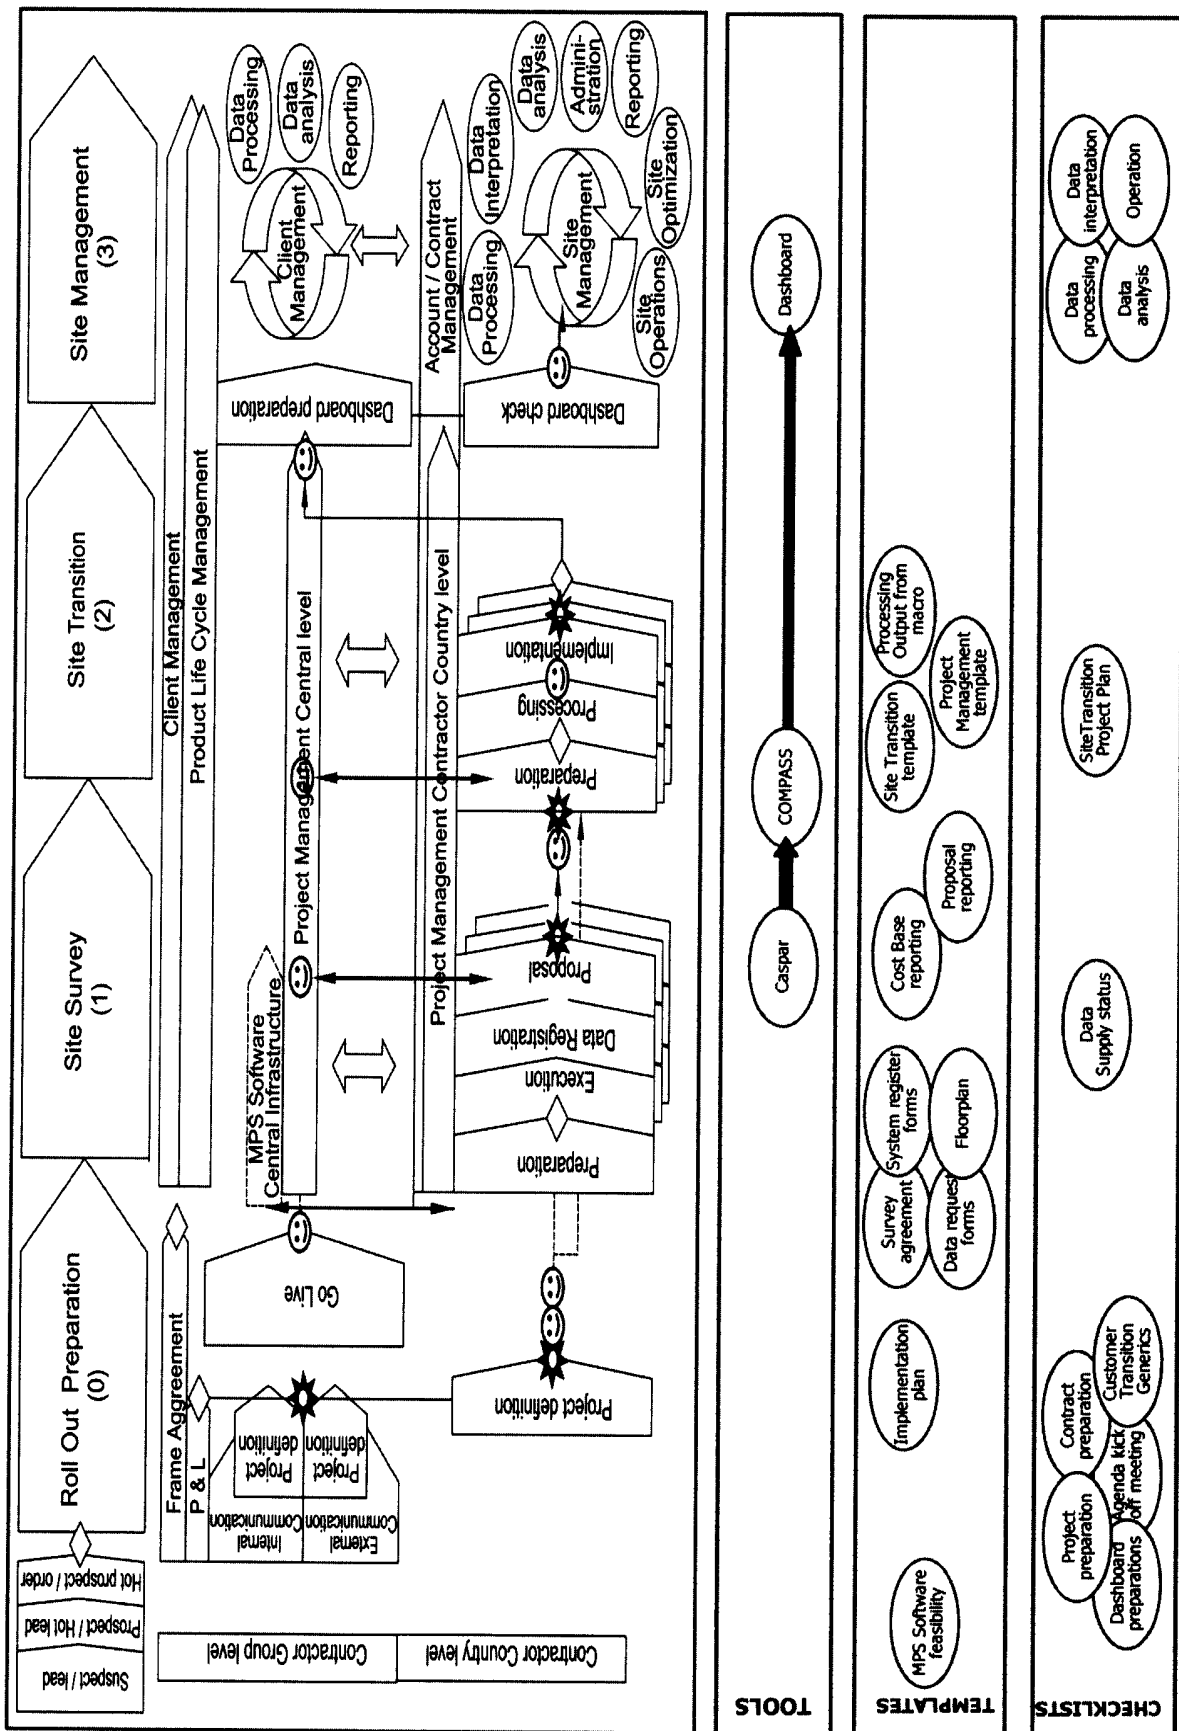 Suspect / lead
Prospect / Hot lead
Hot prospect / order
Roll Out Preparation
(0)
Site Survey
(1)
Site Transition
(2)
Site Management
(3)
Contractor Group level
Contractor Country level
Frame Aggreement
P & L
Client Management
Product Life Cycle Management
Internal
Communication
External
Communication
Project
definition
Project
definition
Go Live
MPS Software
Central Infrastructure
Project Management Central level
Dashboard preparation
Client
Management
Data
Processing
Data
analysis
Reporting
Project Management Contractor Country level
Account / Contract
Management
Project definition
Preparation
Execution
Data Registration
Proposal
Preparation
Processing
Implementation
Dashboard check
Site
Management
Data
Processing
Data
Interpretation
Data
analysis
Admini-
stration
Reporting
Site
Optimization
Site
Operations
TOOLS
Caspar
COMPASS
Dashboard
TEMPLATES
MPS Software
feasibility
Implementation
plan
Survey
agreement
System register
forms
Data request
forms
Floorplan
Cost Base
reporting
Proposal
reporting
Site Transition
template
Processing
Output from
macro
Project
Management
template
CHECKLISTS
Project
preparation
Contract
preparation
Dashboard
preparations
Agenda kick
off meeting
Customer
Transition
Generics
Data
Supply status
SiteTransition
Project Plan
Data
processing
Data
interpretation
Data
analysis
Operation